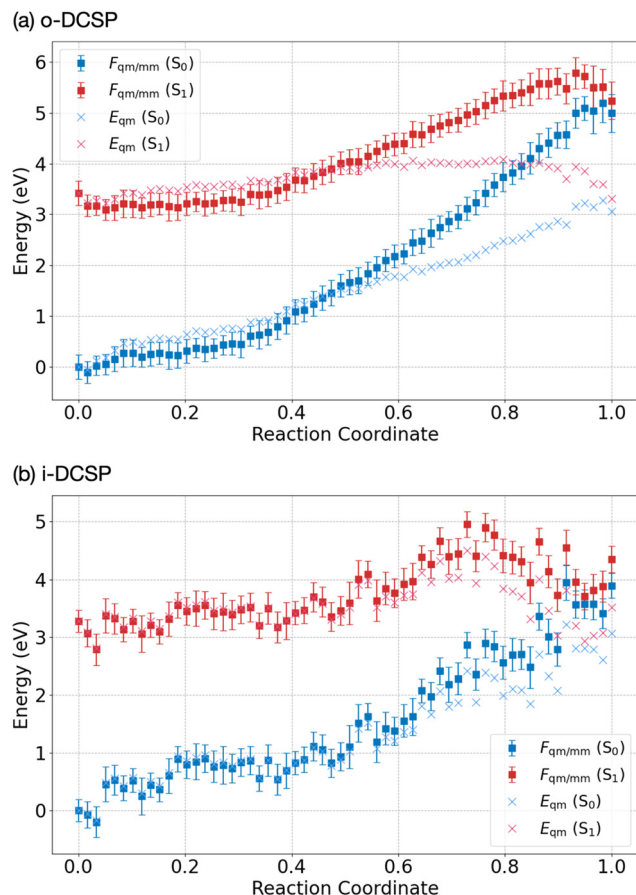 (a) o-DCSP
F_qm/mm (S_0)
F_qm/mm (S_1)
E_qm (S_0)
E_qm (S_1)
Energy (eV)
6
5
4
3
2
1
0
0.0 0.2 0.4 0.6 0.8 1.0
Reaction Coordinate
(b) i-DCSP
Energy (eV)
5
4
3
2
1
0
F_qm/mm (S_0)
F_qm/mm (S_1)
E_qm (S_0)
E_qm (S_1)
0.0 0.2 0.4 0.6 0.8 1.0
Reaction Coordinate